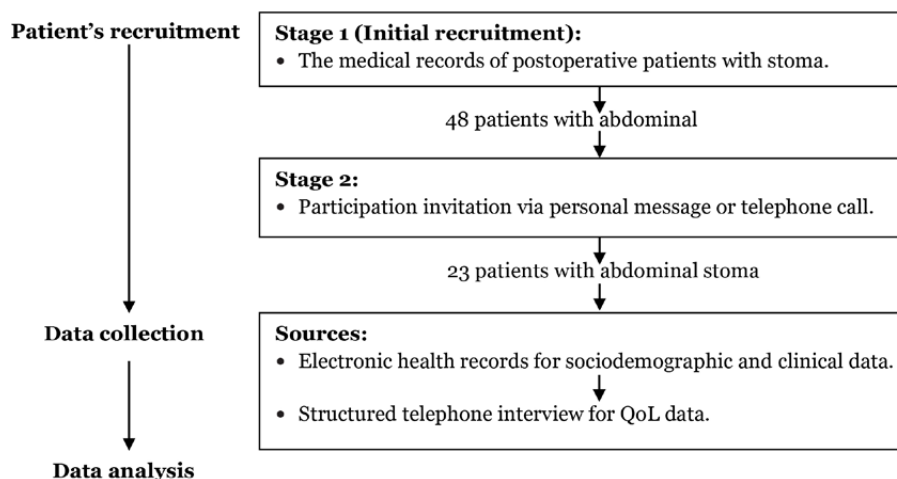 Patient’s recruitment
Stage 1 (Initial recruitment):
• The medical records of postoperative patients with stoma.
48 patients with abdominal
Stage 2:
• Participation invitation via personal message or telephone call.
23 patients with abdominal stoma
Data collection
Sources:
• Electronic health records for sociodemographic and clinical data.
• Structured telephone interview for QoL data.
Data analysis